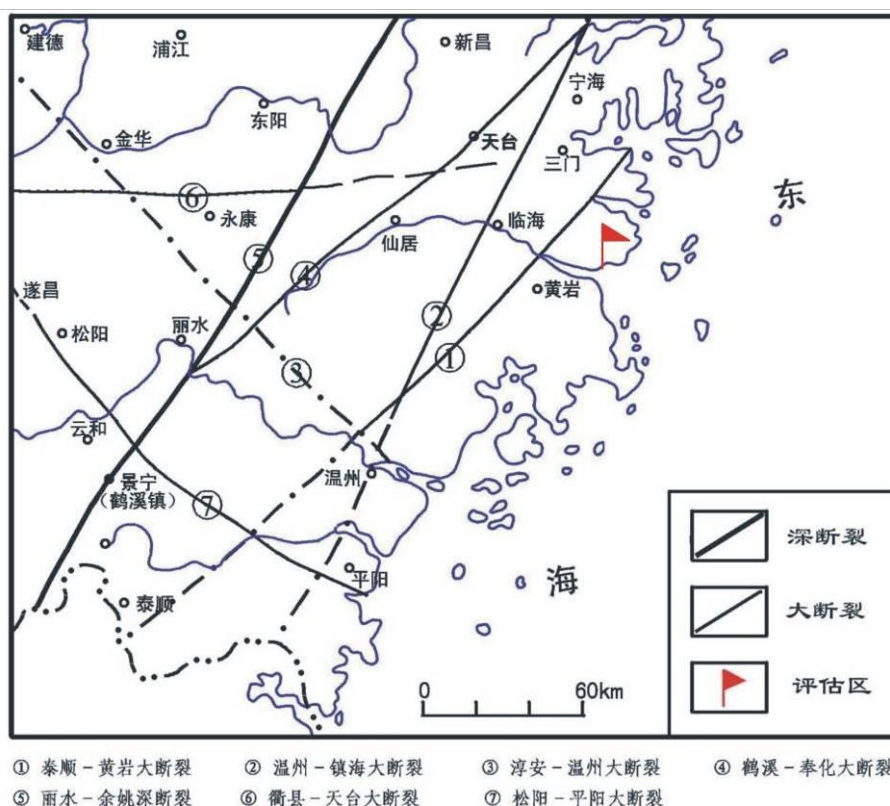 建德
浦江
新昌
宁海
东阳
金华
天台
三门
东
⑥
永康
临海
仙居
⑤
④
遂昌
黄岩
②
松阳
丽水
①
③
云和
温州
景宁
（鹤溪镇）
⑦
深断裂
平阳
海
泰顺
大断裂
0 60km
评估区
① 泰顺－黄岩大断裂 ② 温州－镇海大断裂 ③ 淳安－温州大断裂 ④ 鹤溪－奉化大断裂
⑤ 丽水－余姚深断裂 ⑥ 衢县－天台大断裂 ⑦ 松阳－平阳大断裂